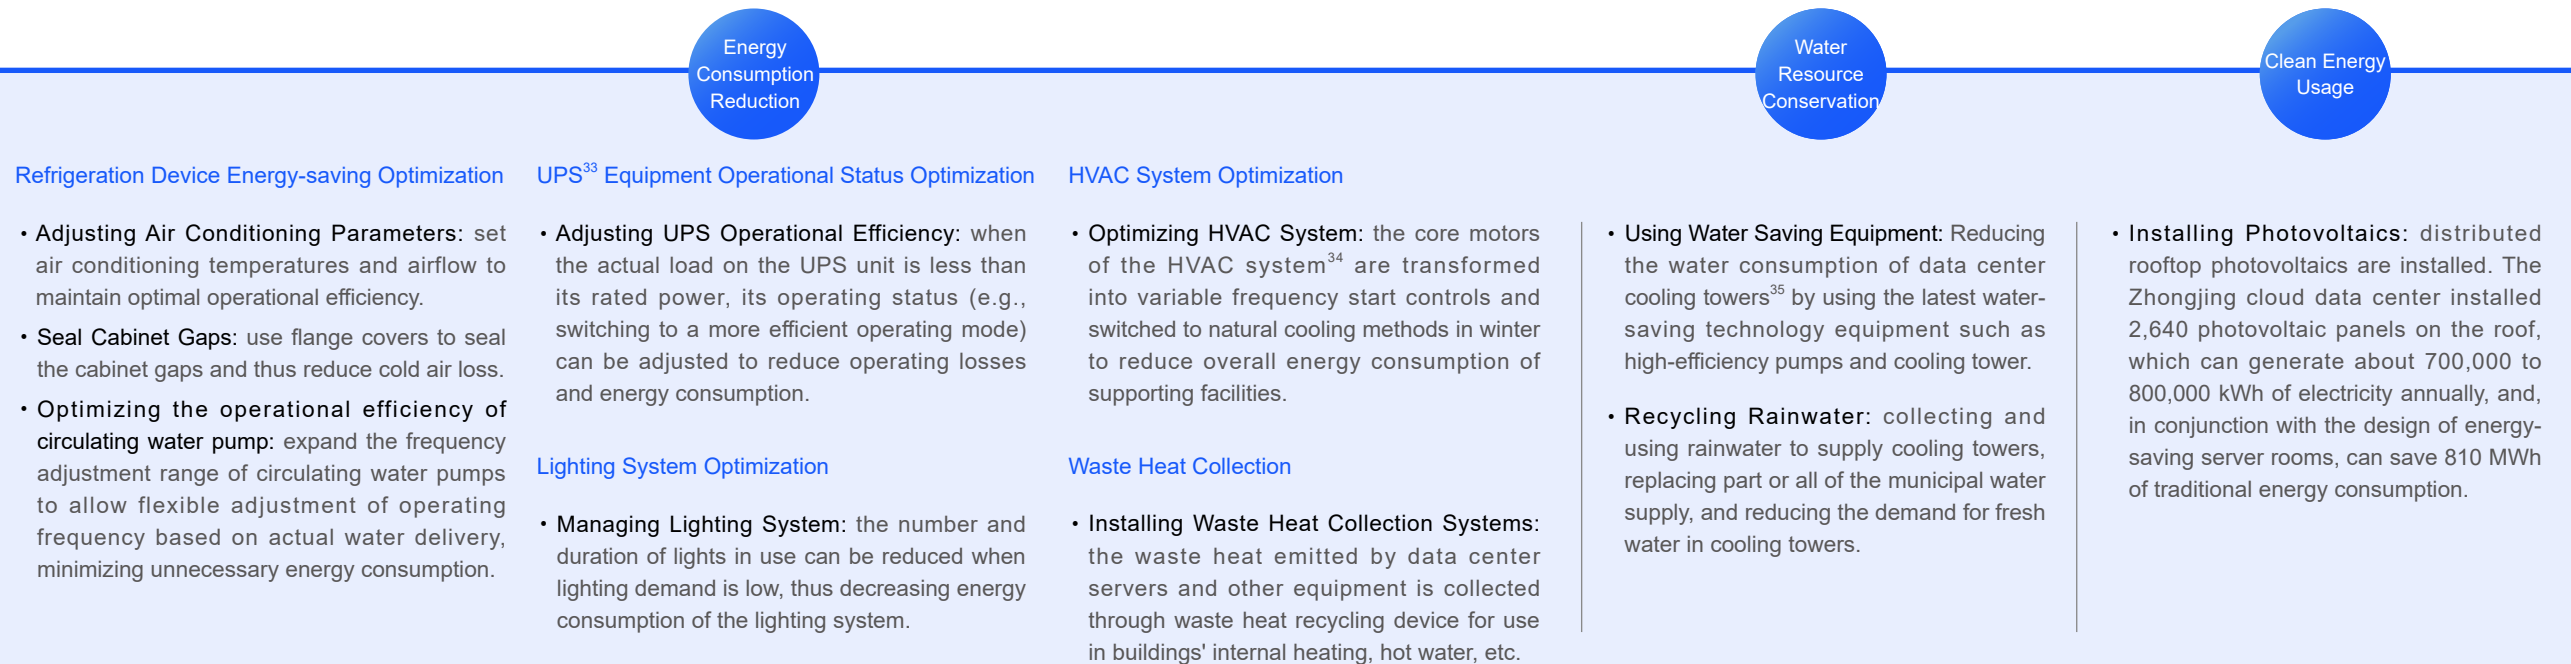 Energy
Consumption
Reduction
Water
Resource
Conservation
Clean Energy
Usage
Refrigeration Device Energy-saving Optimization
• Adjusting Air Conditioning Parameters: set
air conditioning temperatures and airflow to
maintain optimal operational efficiency.
• Seal Cabinet Gaps: use flange covers to seal
the cabinet gaps and thus reduce cold air loss.
• Optimizing the operational efficiency of
circulating water pump: expand the frequency
adjustment range of circulating water pumps
to allow flexible adjustment of operating
frequency based on actual water delivery,
minimizing unnecessary energy consumption.
UPS33 Equipment Operational Status Optimization
• Adjusting UPS Operational Efficiency: when
the actual load on the UPS unit is less than
its rated power, its operating status (e.g.,
switching to a more efficient operating mode)
can be adjusted to reduce operating losses
and energy consumption.
Lighting System Optimization
• Managing Lighting System: the number and
duration of lights in use can be reduced when
lighting demand is low, thus decreasing energy
consumption of the lighting system.
HVAC System Optimization
• Optimizing HVAC System: the core motors
of the HVAC system34 are transformed
into variable frequency start controls and
switched to natural cooling methods in winter
to reduce overall energy consumption of
supporting facilities.
Waste Heat Collection
• Installing Waste Heat Collection Systems:
the waste heat emitted by data center
servers and other equipment is collected
through waste heat recycling device for use
in buildings' internal heating, hot water, etc.
• Using Water Saving Equipment: Reducing
the water consumption of data center
cooling towers35 by using the latest water-
saving technology equipment such as
high-efficiency pumps and cooling tower.
• Recycling Rainwater: collecting and
using rainwater to supply cooling towers,
replacing part or all of the municipal water
supply, and reducing the demand for fresh
water in cooling towers.
• Installing Photovoltaics: distributed
rooftop photovoltaics are installed. The
Zhongjing cloud data center installed
2,640 photovoltaic panels on the roof,
which can generate about 700,000 to
800,000 kWh of electricity annually, and,
in conjunction with the design of energy-
saving server rooms, can save 810 MWh
of traditional energy consumption.